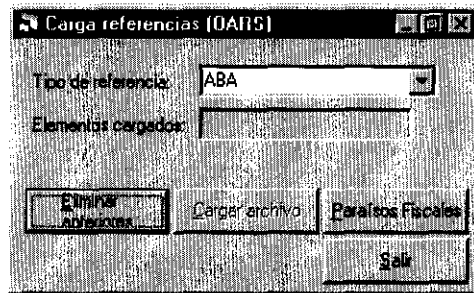 Carga referencias (OARS)
Tipo de referencia: ABA
Elementos cargados:
Eliminar anteriores
Cargar archivo
Paraísos Fiscales
Salir